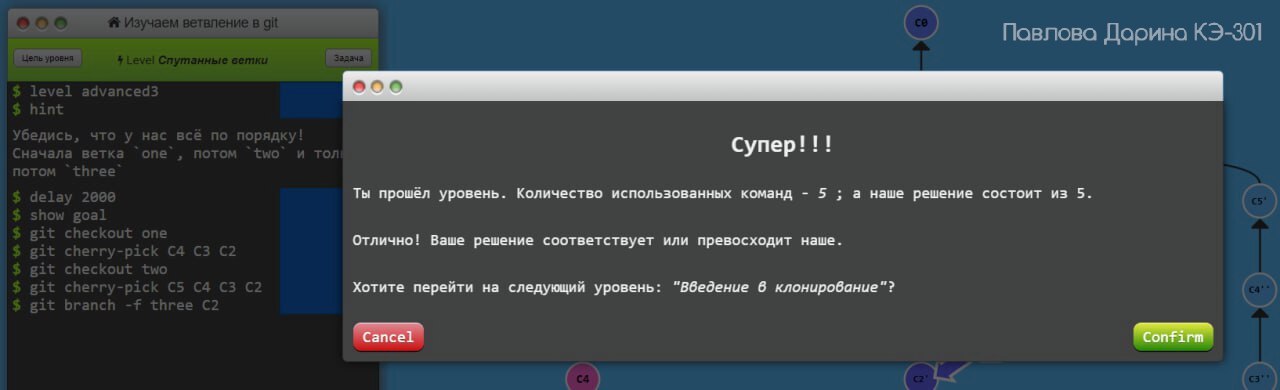 Изучаем ветвление в git
Цель уровня
Level Спутанные ветки
Задача
$ level advanced3
$ hint
Убедись, что у нас всё по порядку!
Сначала ветка `one`, потом `two` и
потом `three`
$ delay 2000
$ show goal
$ git checkout one
$ git cherry-pick C4 C3 C2
$ git checkout two
$ git cherry-pick C5 C4 C3 C2
$ git branch -f three C2
Супер!!!
Ты прошёл уровень. Количество использованных команд - 5 ; а наше решение состоит из 5.
Отлично! Ваше решение соответствует или превосходит наше.
Хотите перейти на следующий уровень: "Введение в клонирование"?
Cancel
Confirm
C0
Павлова Дарина КЭ-301
C5'
C4''
C4
C2'
C3''